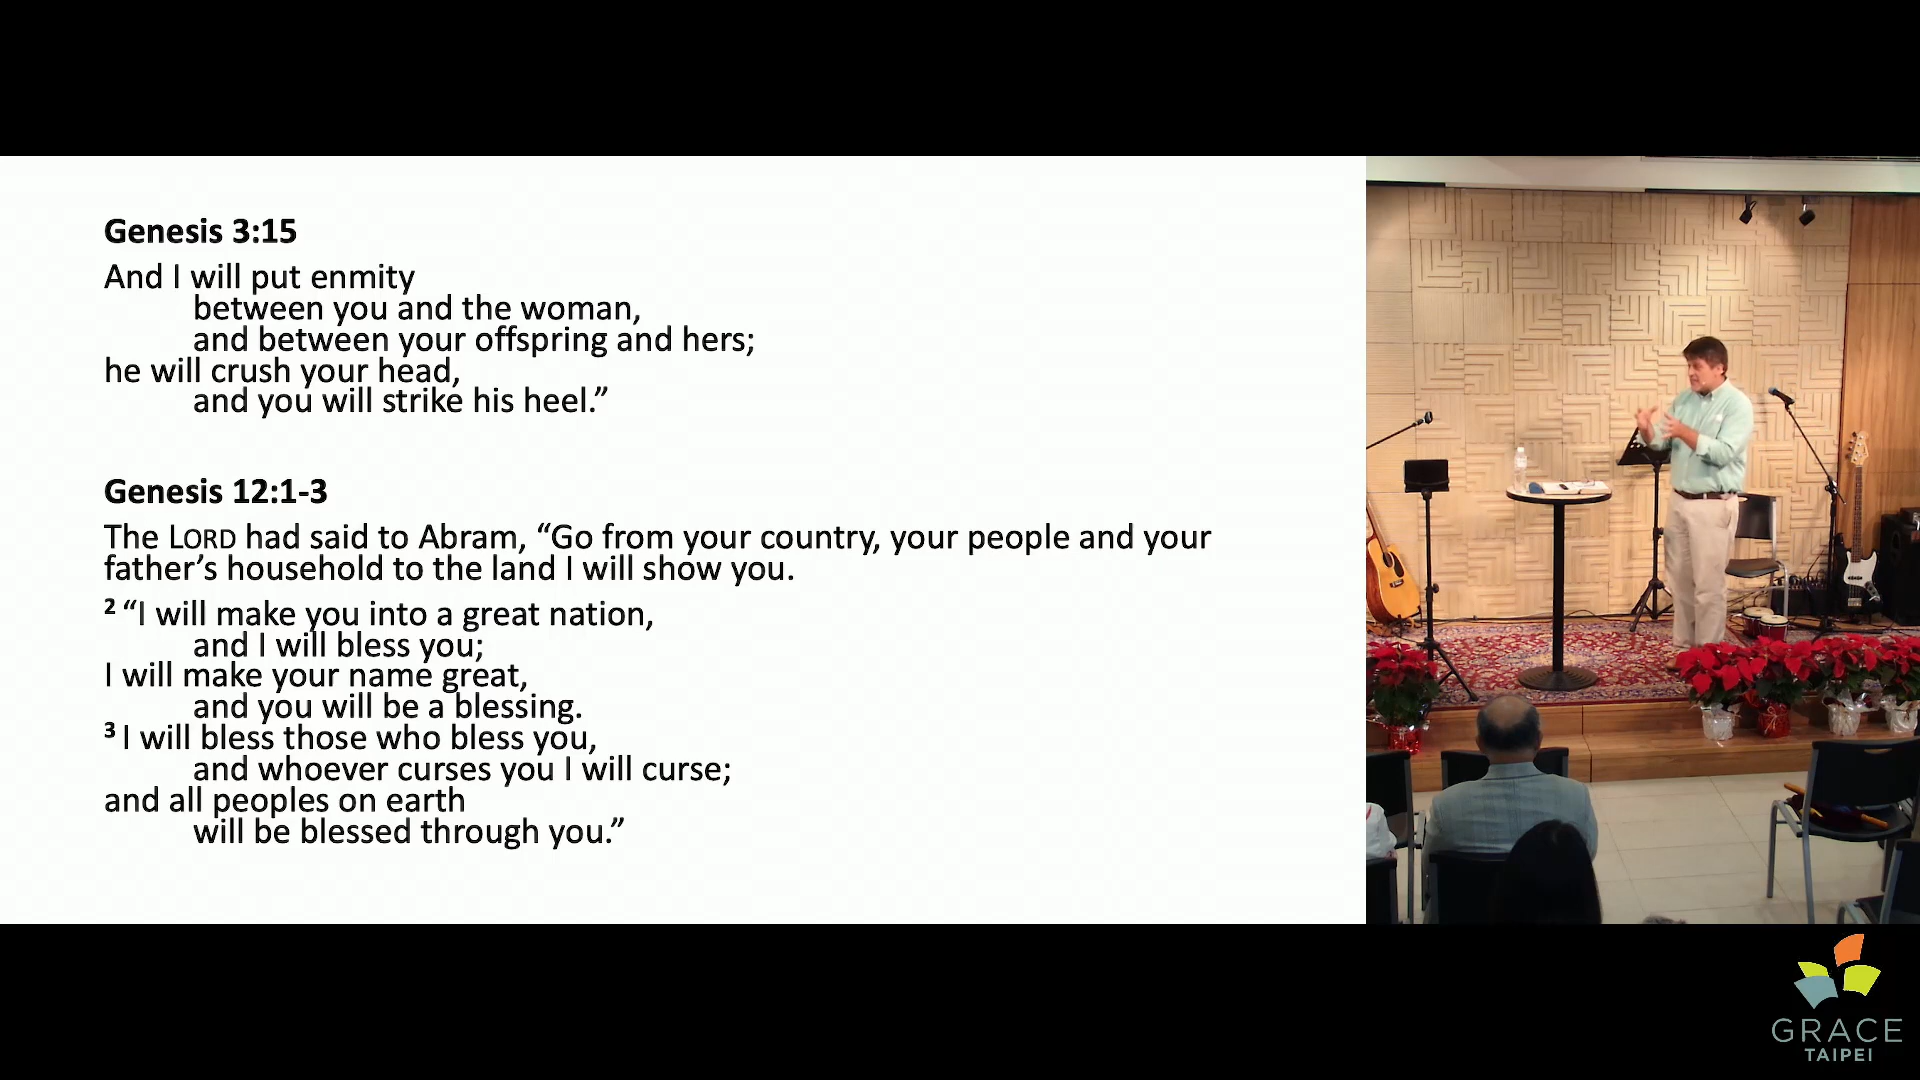 Genesis 3:15
And I will put enmity
between you and the woman,
and between your offspring and hers;
he will crush your head,
and you will strike his heel.”
Genesis 12:1-3
The LORD had said to Abram, “Go from your country, your people and your
father’s household to the land I will show you.
2 “I will make you into a great nation,
and I will bless you;
I will make your name great,
and you will be a blessing.
3 I will bless those who bless you,
and whoever curses you I will curse;
and all peoples on earth
will be blessed through you.”
GRACE
TAIPEI